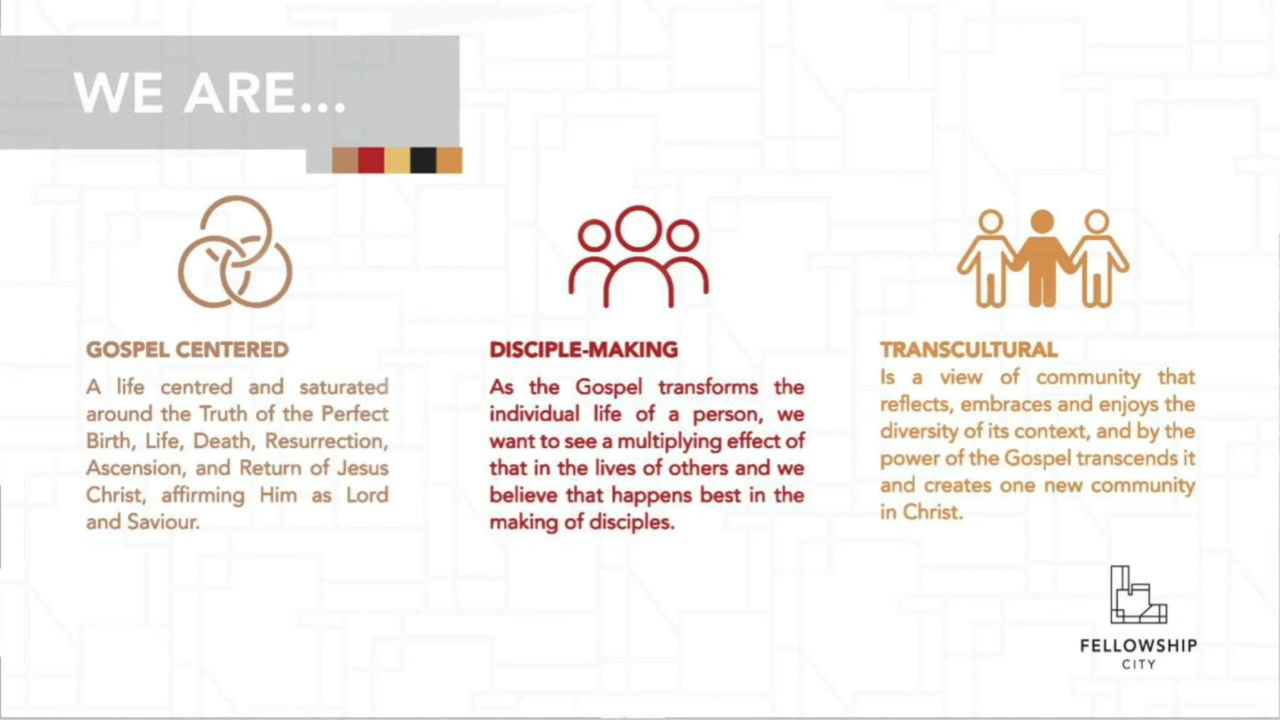 WE ARE...
GOSPEL CENTERED
A life centred and saturated
around the Truth of the Perfect
Birth, Life, Death, Resurrection,
Ascension, and Return of Jesus
Christ, affirming Him as Lord
and Saviour.
DISCIPLE-MAKING
As the Gospel transforms the
individual life of a person, we
want to see a multiplying effect of
that in the lives of others and we
believe that happens best in the
making of disciples.
TRANSCULTURAL
Is a view of community that
reflects, embraces and enjoys the
diversity of its context, and by the
power of the Gospel transcends it
and creates one new community
in Christ.
FELLOWSHIP
CITY